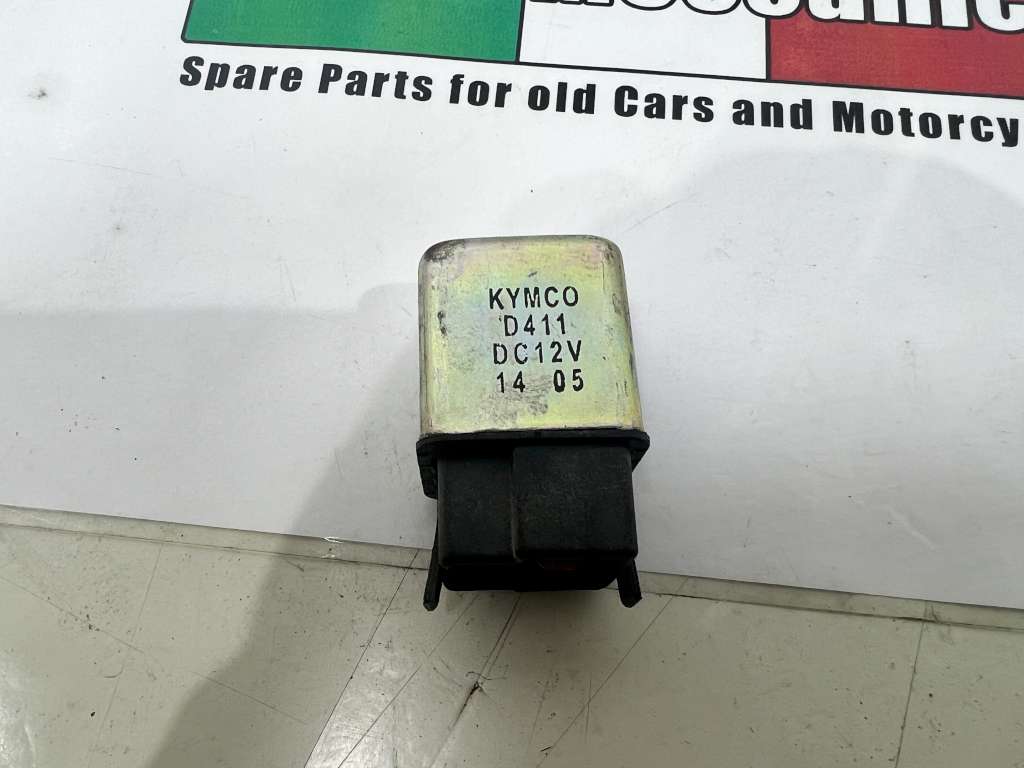 Spare Parts for old Cars and Motorcy
KYMCO
D411
DC12V
14 05